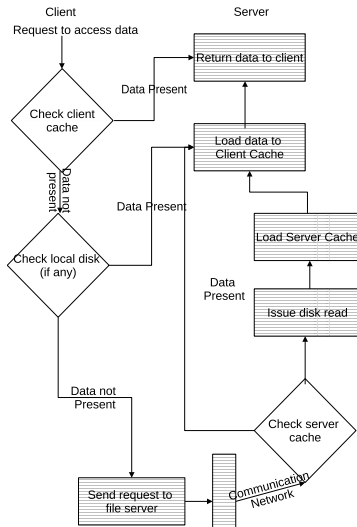 Client
Server
Request to access data
Return data to client
Data Present
Check client
cache
Load data to
Client Cache
Data not
present
Data Present
Load Server Cache
Check local disk
(if any)
Data
Present
Issue disk read
Data not
Present
Check server
cache
Send request to
file server
Communication
Network